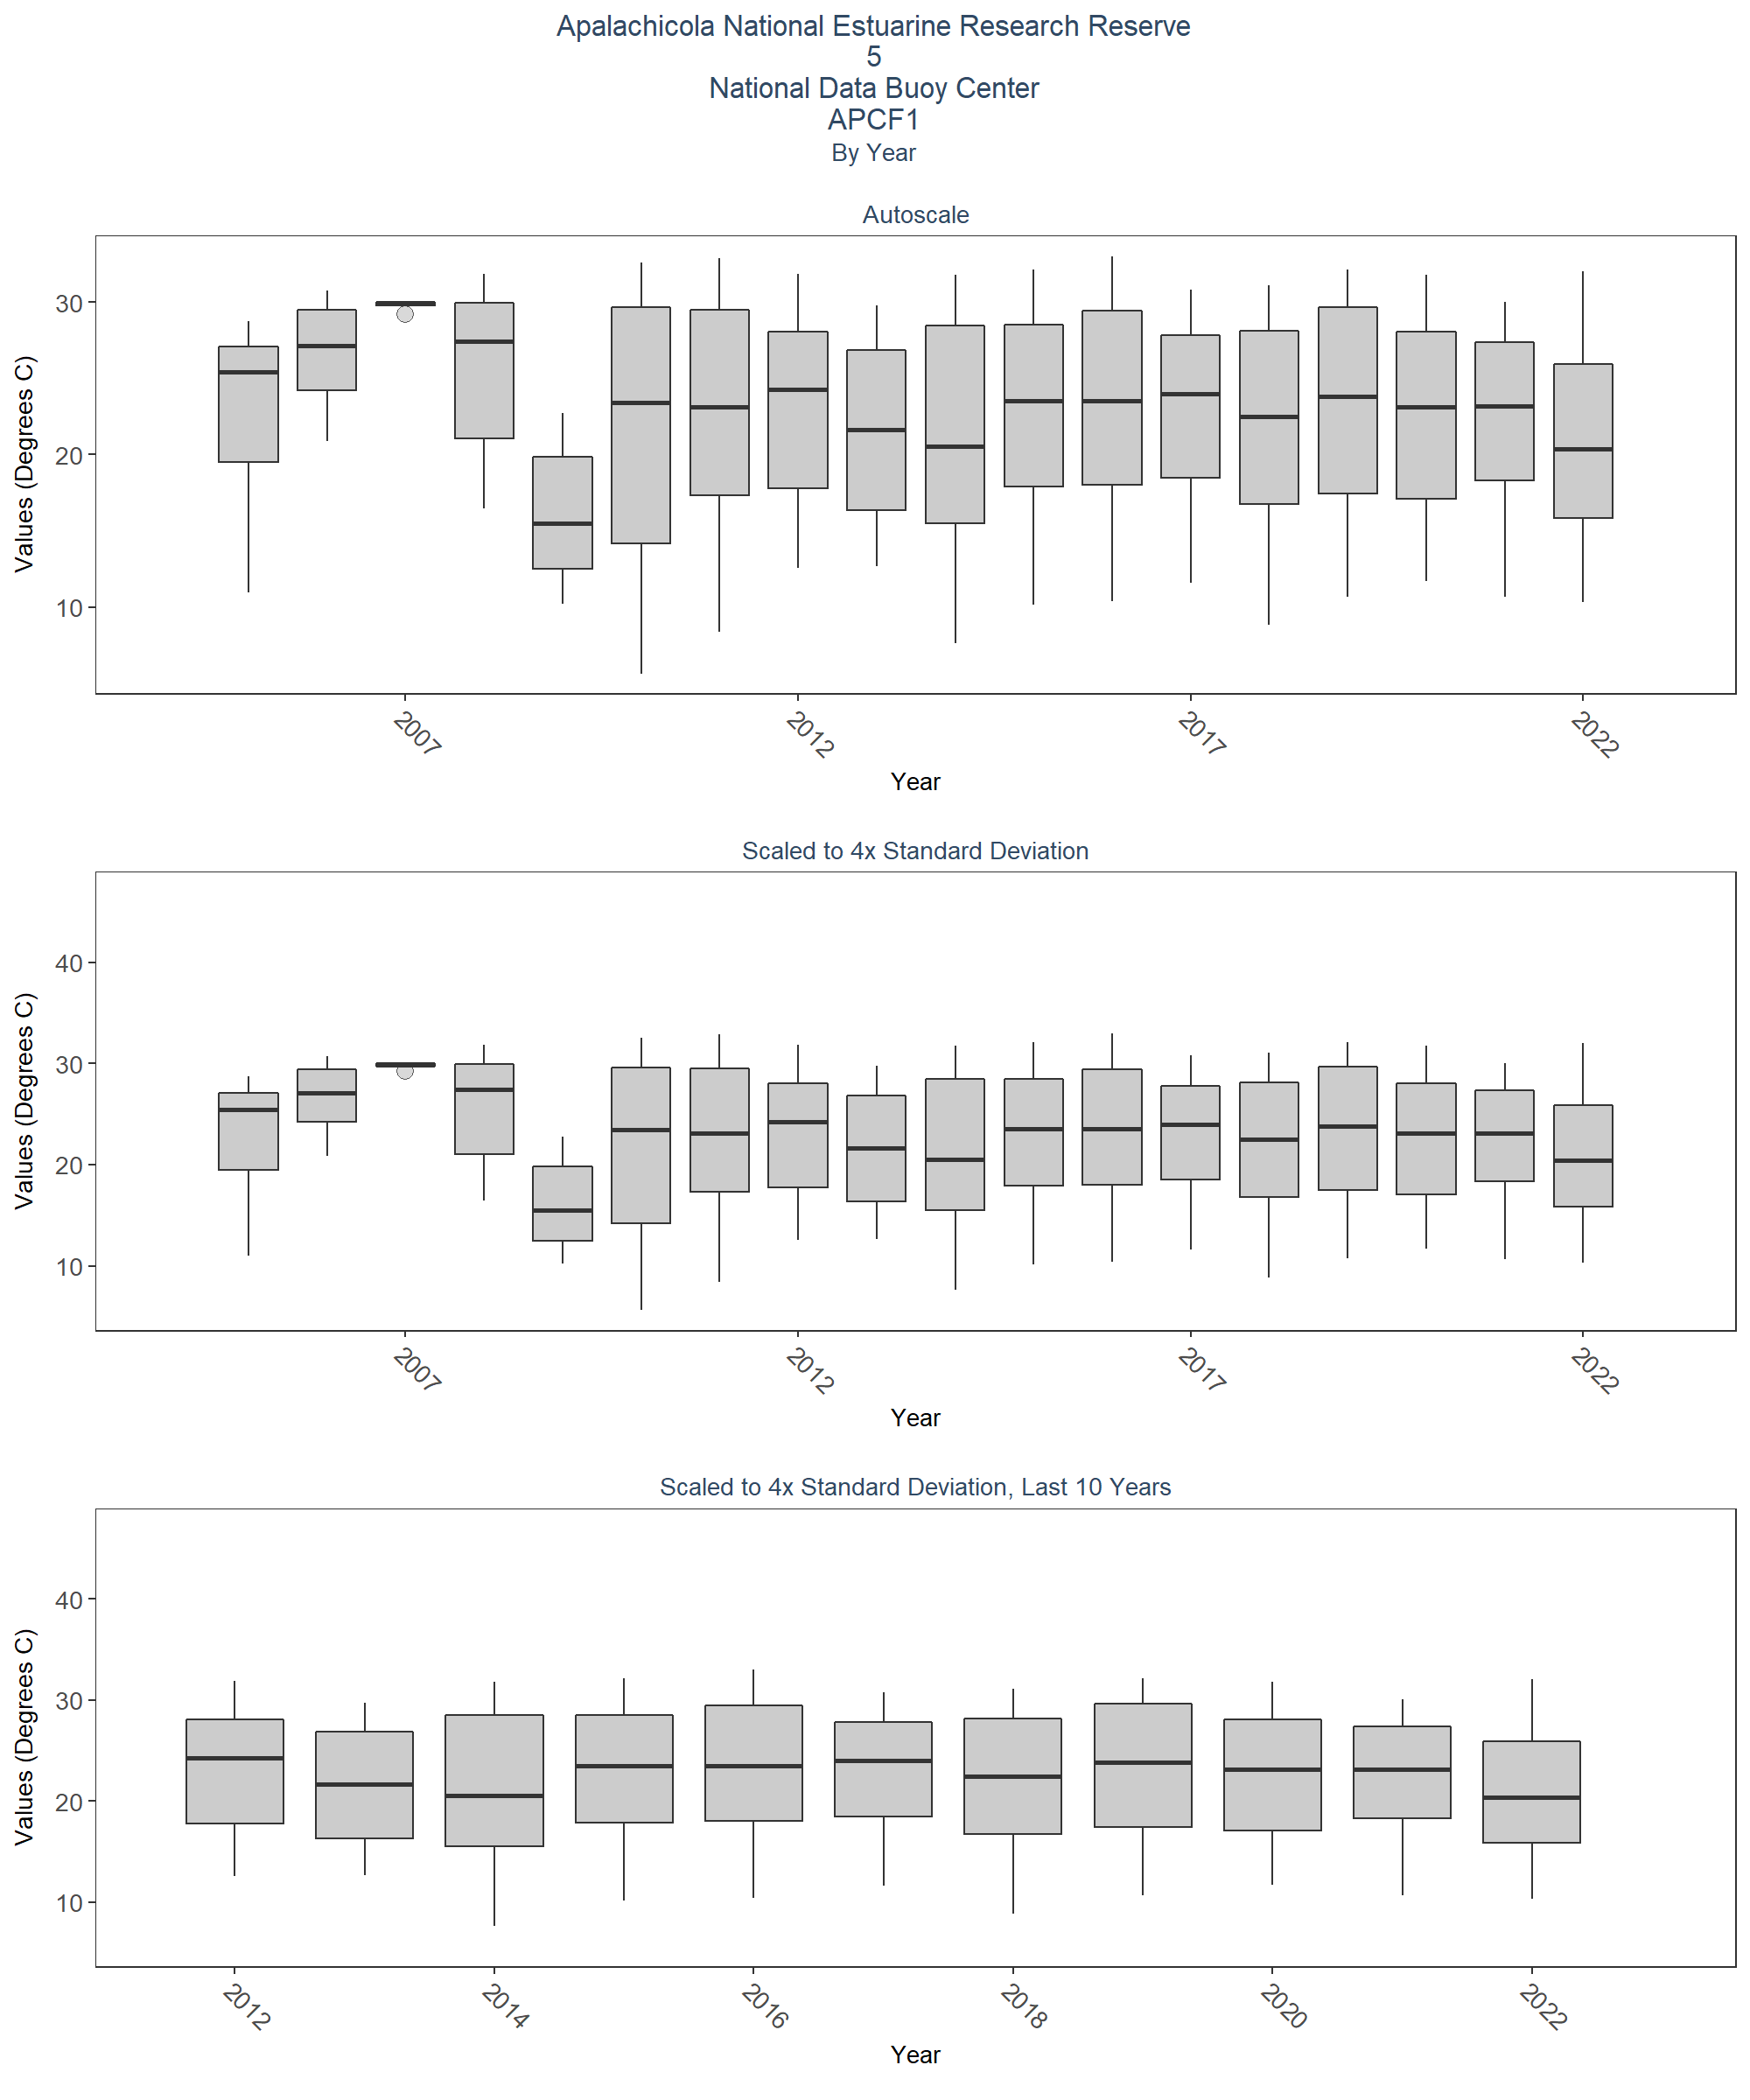 Apalachicola National Estuarine Research Reserve
5
National Data Buoy Center
APCF1
By Year
Autoscale
Values (Degrees C)
30
20
10
2007
2012
2017
2022
Year
Scaled to 4x Standard Deviation
Values (Degrees C)
40
30
20
10
2007
2012
2017
2022
Year
Scaled to 4x Standard Deviation, Last 10 Years
Values (Degrees C)
40
30
20
10
2012
2014
2016
2018
2020
2022
Year